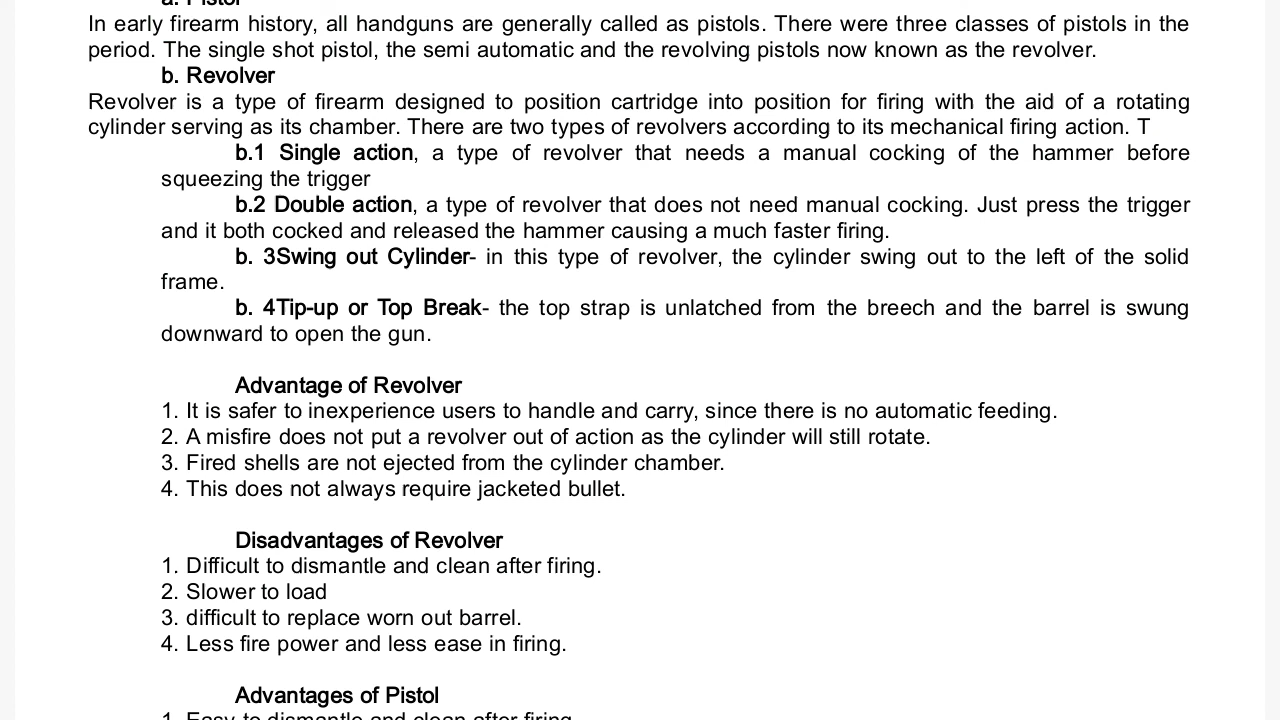 a. Pistol
In early firearm history, all handguns are generally called as pistols. There were three classes of pistols in the
period. The single shot pistol, the semi automatic and the revolving pistols now known as the revolver.
b. Revolver
Revolver is a type of firearm designed to position cartridge into position for firing with the aid of a rotating
cylinder serving as its chamber. There are two types of revolvers according to its mechanical firing action. T
b.1 Single action, a type of revolver that needs a manual cocking of the hammer before
squeezing the trigger
b.2 Double action, a type of revolver that does not need manual cocking. Just press the trigger
and it both cocked and released the hammer causing a much faster firing.
b. 3Swing out Cylinder- in this type of revolver, the cylinder swing out to the left of the solid
frame.
b. 4Tip-up or Top Break- the top strap is unlatched from the breech and the barrel is swung
downward to open the gun.
Advantage of Revolver
1. It is safer to inexperience users to handle and carry, since there is no automatic feeding.
2. A misfire does not put a revolver out of action as the cylinder will still rotate.
3. Fired shells are not ejected from the cylinder chamber.
4. This does not always require jacketed bullet.
Disadvantages of Revolver
1. Difficult to dismantle and clean after firing.
2. Slower to load
3. difficult to replace worn out barrel.
4. Less fire power and less ease in firing.
Advantages of Pistol
1. Easy to dismantle and clean after firing